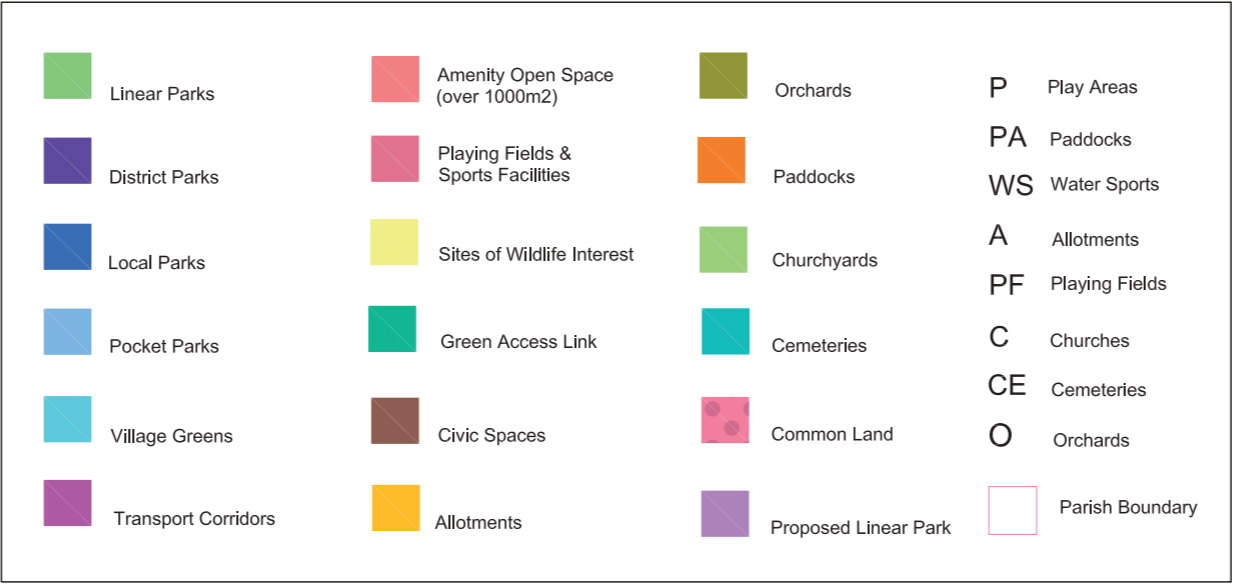 Linear Parks
District Parks
Local Parks
Pocket Parks
Village Greens
Transport Corridors
Amenity Open Space
(over 1000m2)
Playing Fields &
Sports Facilities
Sites of Wildlife Interest
Green Access Link
Civic Spaces
Allotments
Orchards
Paddocks
Churchyards
Cemeteries
Common Land
Proposed Linear Park
P Play Areas
PA Paddocks
WS Water Sports
A Allotments
PF Playing Fields
C Churches
CE Cemeteries
O Orchards
Parish Boundary